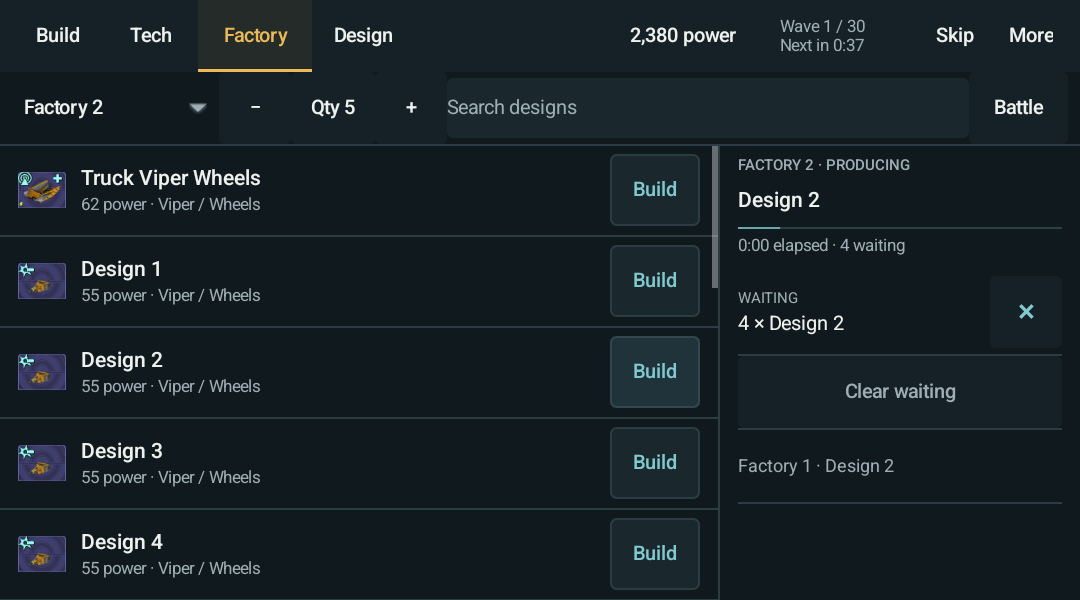 Build
Tech
Factory
Design
2,380 power
Wave 1 / 30
Next in 0:37
Skip
More
Factory 2
−
Qty 5
+
Search designs
Battle
Truck Viper Wheels
62 power · Viper / Wheels
Build
Design 1
55 power · Viper / Wheels
Build
Design 2
55 power · Viper / Wheels
Build
Design 3
55 power · Viper / Wheels
Build
Design 4
55 power · Viper / Wheels
Build
FACTORY 2 · PRODUCING
Design 2
0:00 elapsed · 4 waiting
WAITING
4 × Design 2
×
Clear waiting
Factory 1 · Design 2